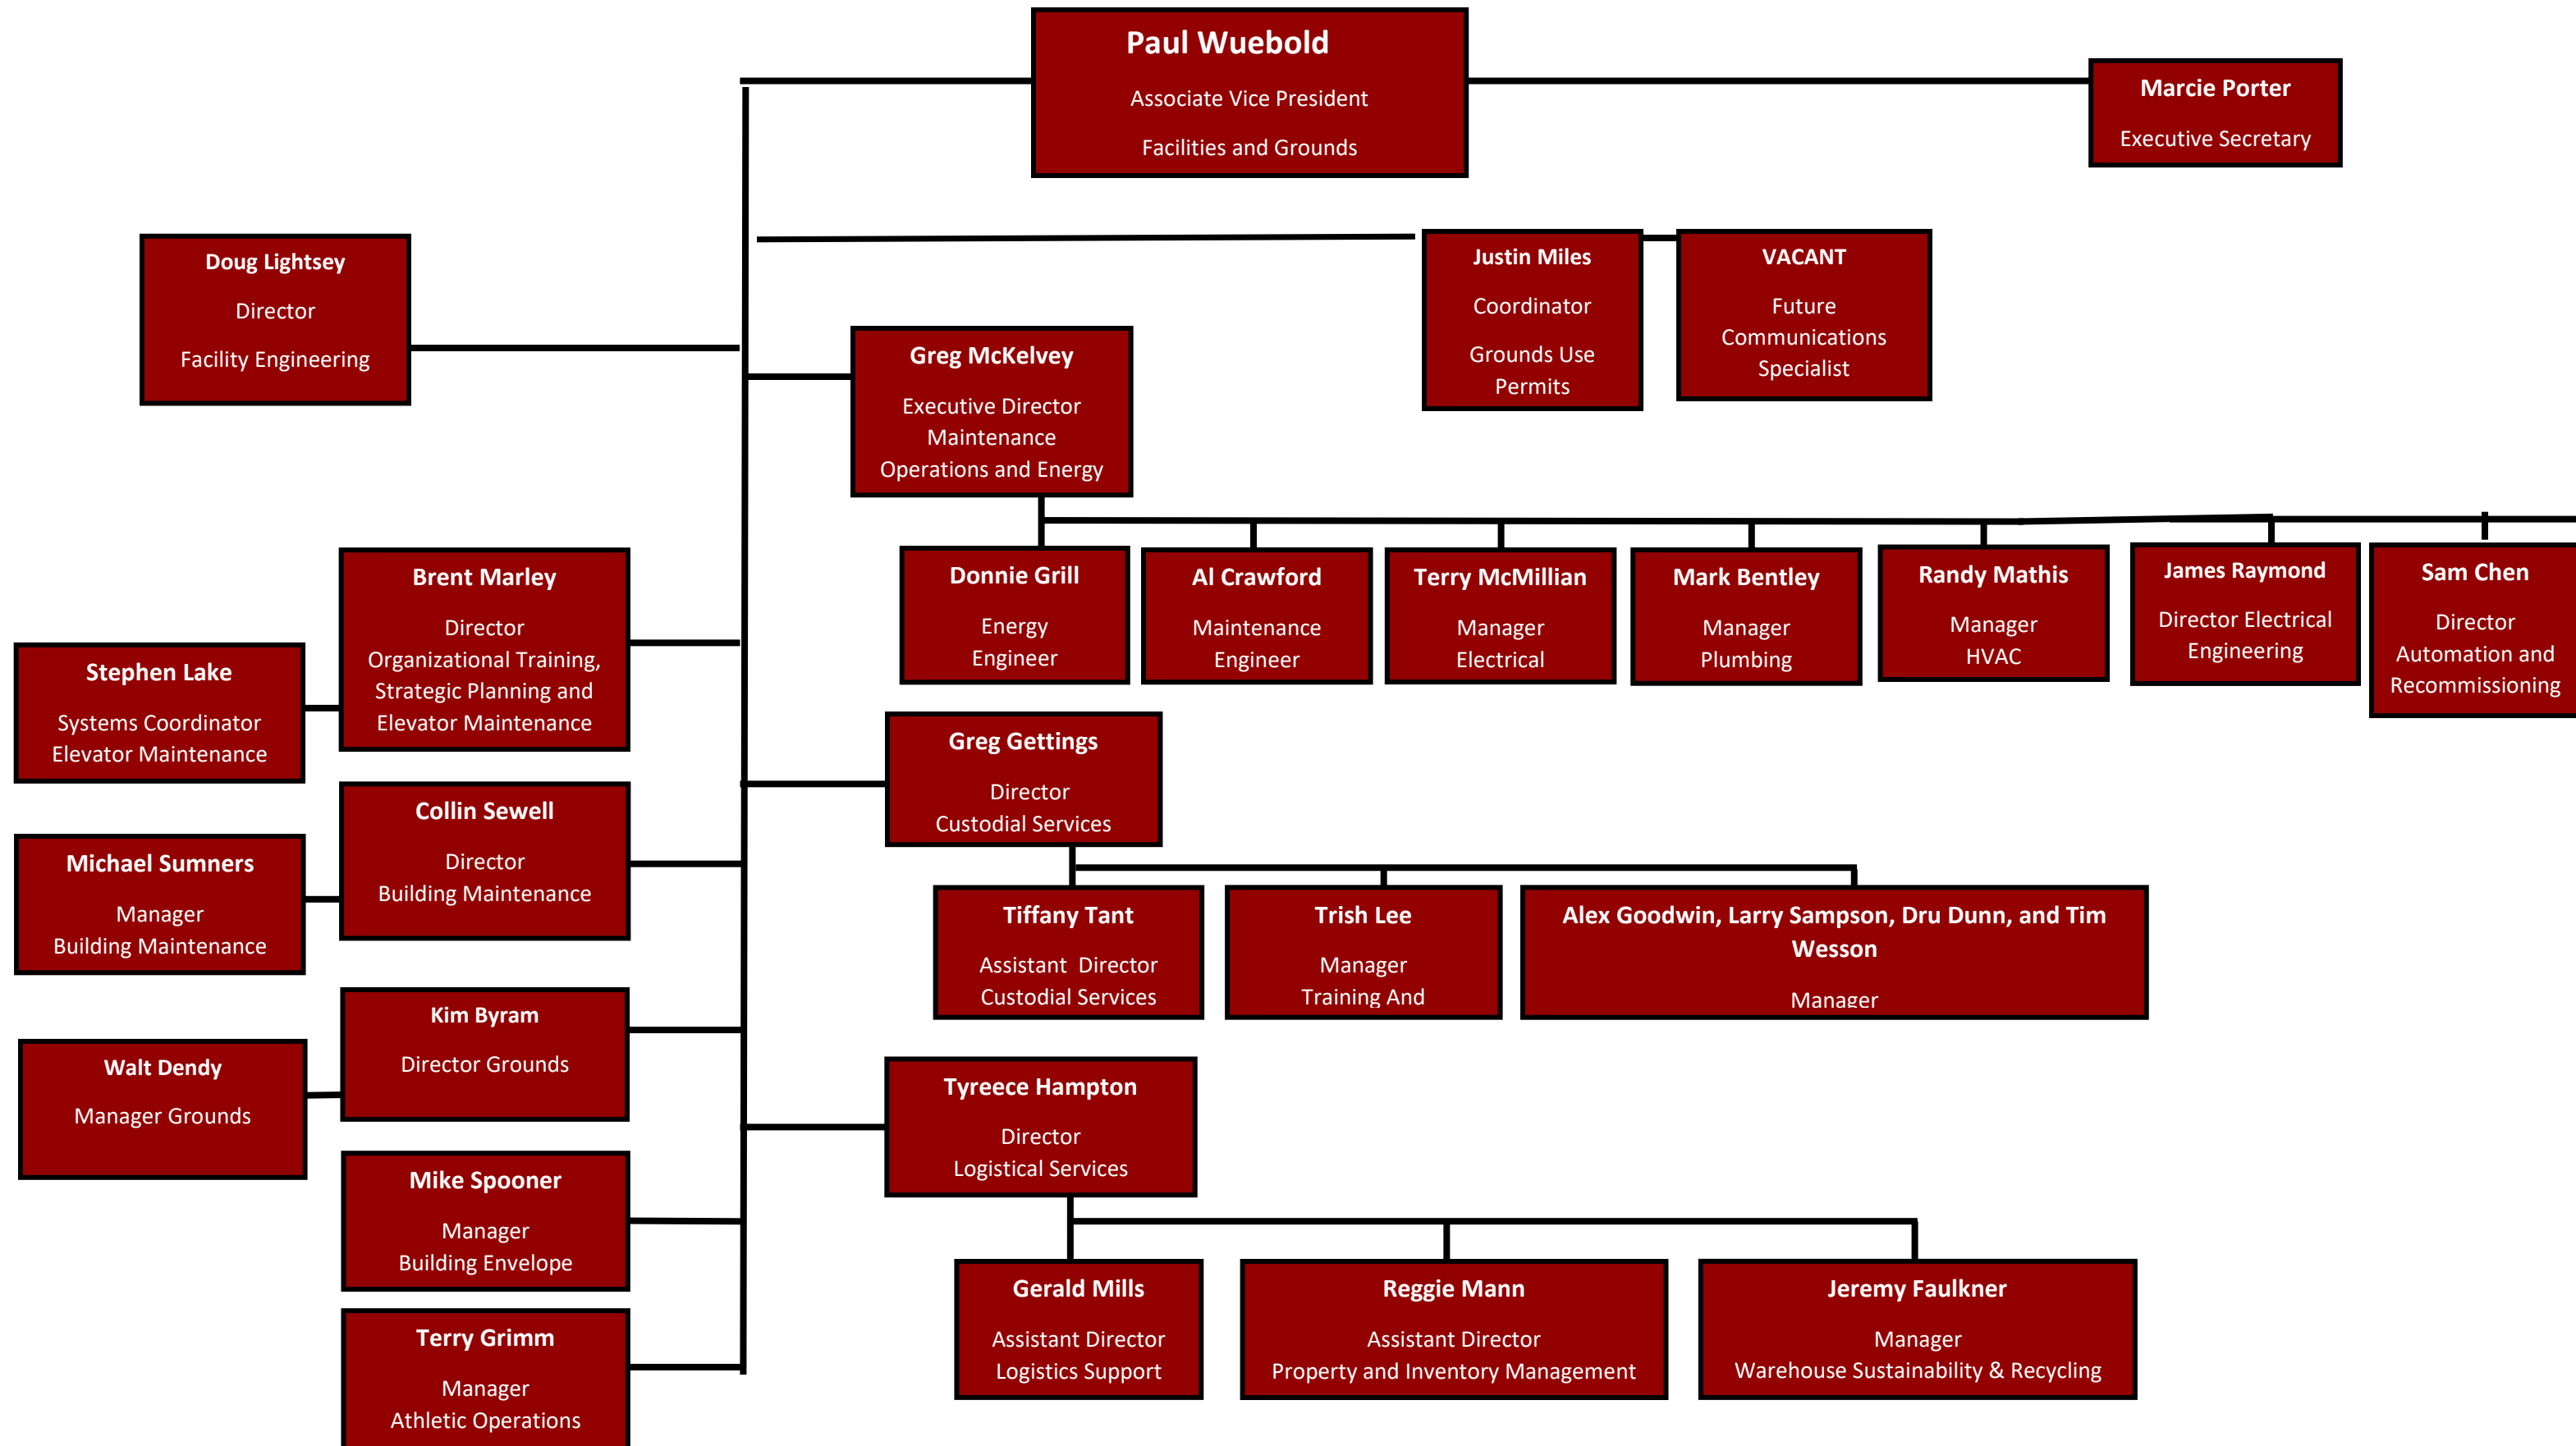 Paul Wuebold
Associate Vice President
Facilities and Grounds
Marcie Porter
Executive Secretary
Doug Lightsey
Director
Facility Engineering
Justin Miles
Coordinator
Grounds Use
Permits
VACANT
Future
Communications
Specialist
Greg McKelvey
Executive Director
Maintenance
Operations and Energy
Donnie Grill
Energy
Engineer
Al Crawford
Maintenance
Engineer
Terry McMillian
Manager
Electrical
Mark Bentley
Manager
Plumbing
Randy Mathis
Manager
HVAC
James Raymond
Director Electrical
Engineering
Sam Chen
Director
Automation and
Recommissioning
Brent Marley
Director
Organizational Training,
Strategic Planning and
Elevator Maintenance
Stephen Lake
Systems Coordinator
Elevator Maintenance
Greg Gettings
Director
Custodial Services
Collin Sewell
Director
Building Maintenance
Michael Sumners
Manager
Building Maintenance
Tiffany Tant
Assistant  Director
Custodial Services
Trish Lee
Manager
Training And
Alex Goodwin, Larry Sampson, Dru Dunn, and Tim
Wesson
Manager
Kim Byram
Director Grounds
Walt Dendy
Manager Grounds
Tyreece Hampton
Director
Logistical Services
Mike Spooner
Manager
Building Envelope
Gerald Mills
Assistant Director
Logistics Support
Reggie Mann
Assistant Director
Property and Inventory Management
Jeremy Faulkner
Manager
Warehouse Sustainability & Recycling
Terry Grimm
Manager
Athletic Operations